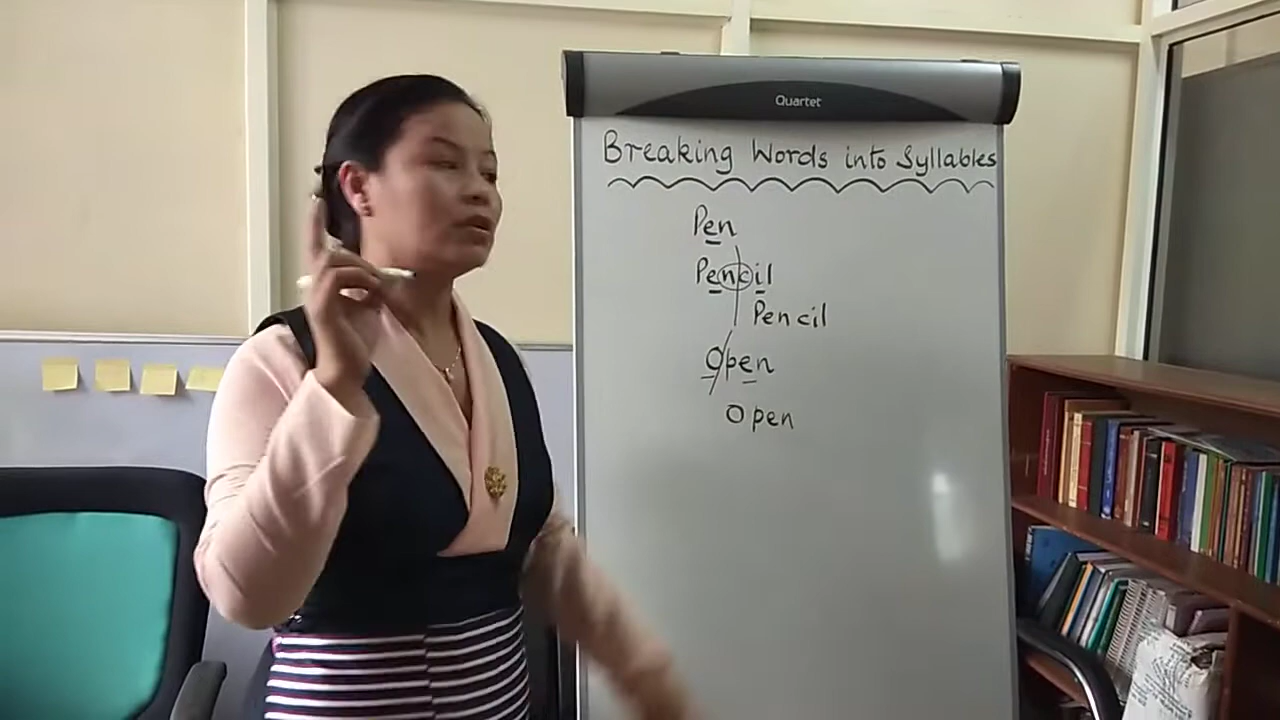 Quartet
Breaking Words into Syllables
Pen
Pencil
Pen cil
Open
O pen